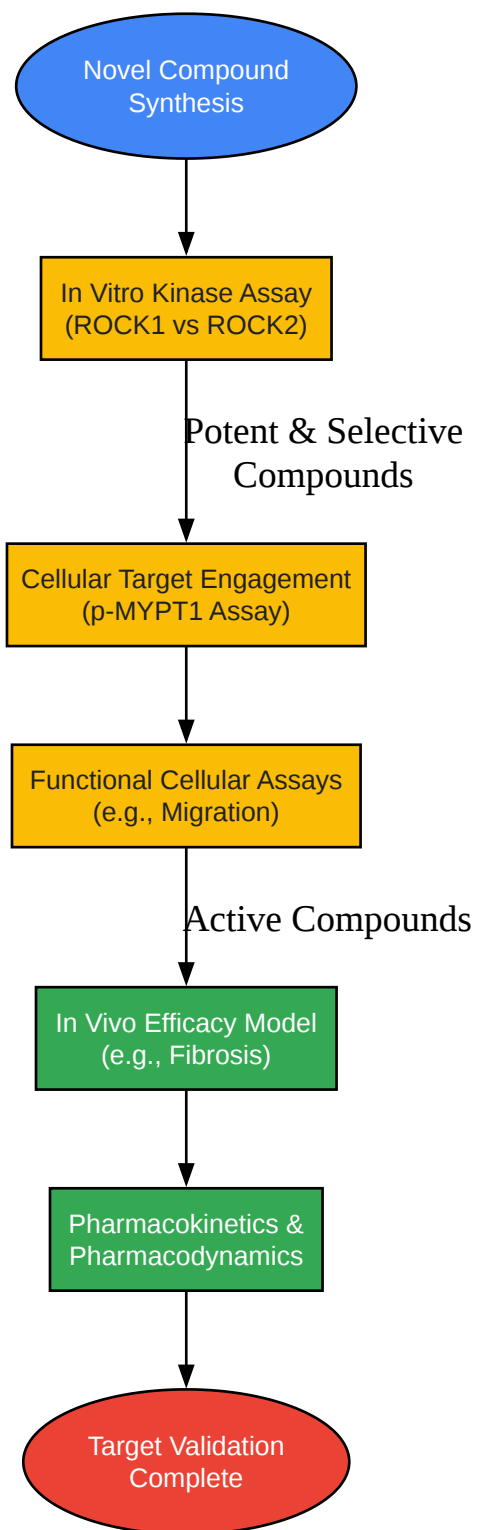 Novel Compound
Synthesis
In Vitro Kinase Assay
(ROCK1 vs ROCK2)
Potent & Selective
Compounds
Cellular Target Engagement
(p-MYPT1 Assay)
Functional Cellular Assays
(e.g., Migration)
Active Compounds
In Vivo Efficacy Model
(e.g., Fibrosis)
Pharmacokinetics &
Pharmacodynamics
Target Validation
Complete